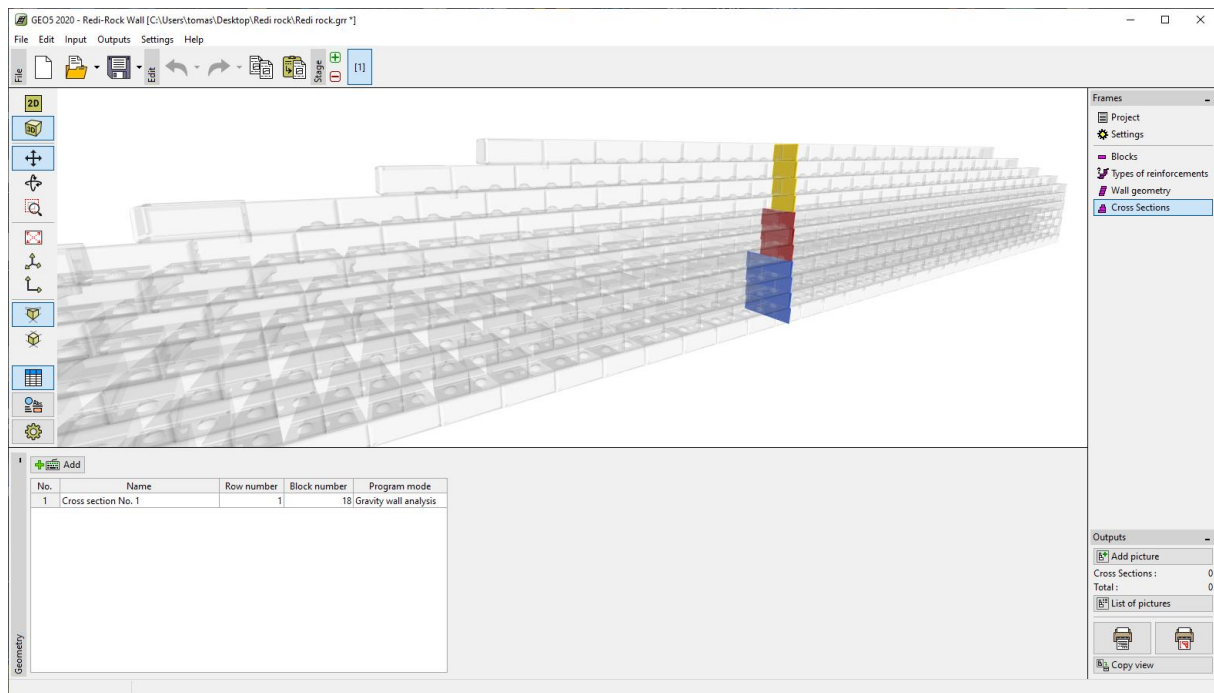 GEO5 2020 - Redi-Rock Wall [C:\Users\tomas\Desktop\Redi rock\Redi rock.grr *]
File Edit Input Outputs Settings Help
File
Edit
Stage
[1]
2D
3D
Frames
Project
Settings
Blocks
Types of reinforcements
Wall geometry
Cross Sections
Add
No. Name Row number Block number Program mode
1 Cross section No. 1 1 18 Gravity wall analysis
Geometry
Outputs
Add picture
Cross Sections : 0
Total : 0
List of pictures
Copy view